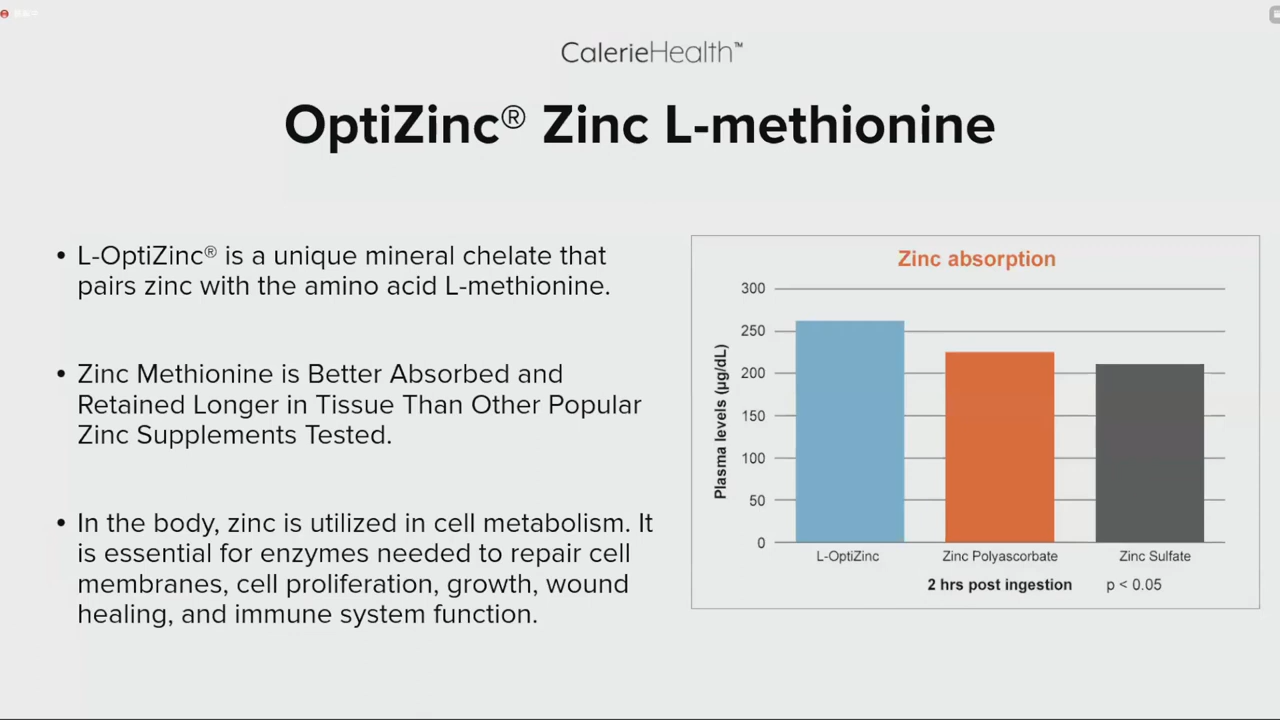 CalerieHealth™
OptiZinc® Zinc L-methionine
• L-OptiZinc® is a unique mineral chelate that
pairs zinc with the amino acid L-methionine.
• Zinc Methionine is Better Absorbed and
Retained Longer in Tissue Than Other Popular
Zinc Supplements Tested.
• In the body, zinc is utilized in cell metabolism. It
is essential for enzymes needed to repair cell
membranes, cell proliferation, growth, wound
healing, and immune system function.
Zinc absorption
Plasma levels (µg/dL)
300
250
200
150
100
50
0
L-OptiZinc Zinc Polyascorbate Zinc Sulfate
2 hrs post ingestion p < 0.05